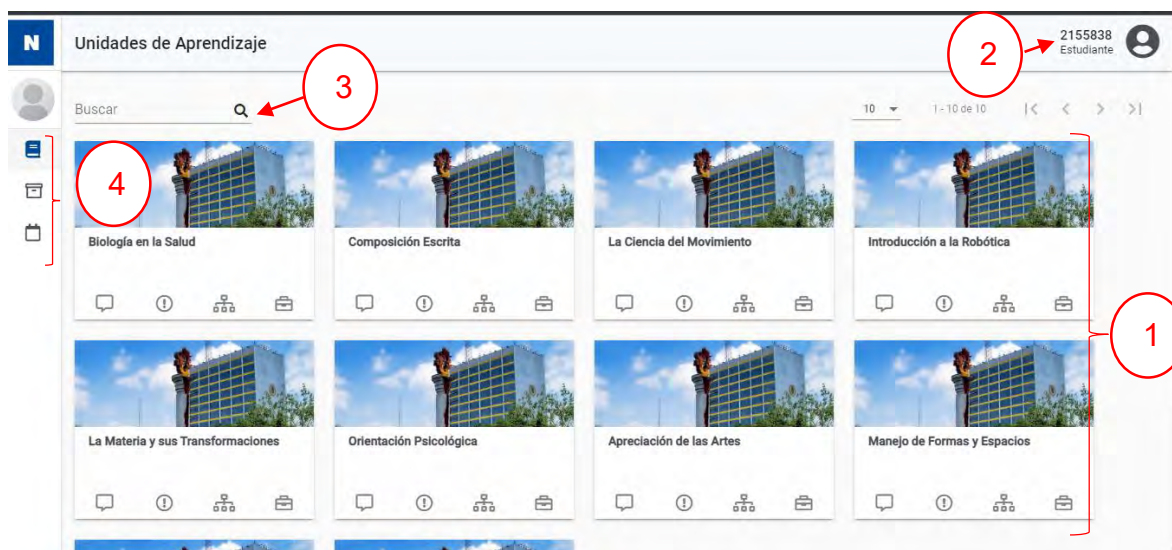 N
Unidades de Aprendizaje
2
2155838
Estudiante
3
Buscar
10
1 - 10 de 10
4
Biología en la Salud
Composición Escrita
La Ciencia del Movimiento
Introducción a la Robótica
1
La Materia y sus Transformaciones
Orientación Psicológica
Apreciación de las Artes
Manejo de Formas y Espacios